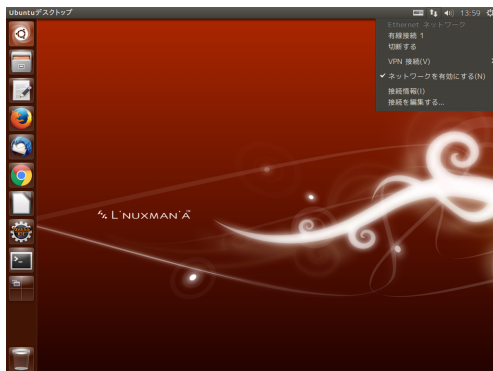 Ubuntuデスクトップ
13:59
Ethernet ネットワーク
有線接続 1
切断する
VPN 接続(V)
✔ ネットワークを有効にする(N)
接続情報(I)
接続を編集する...
L'NUXMAN'A